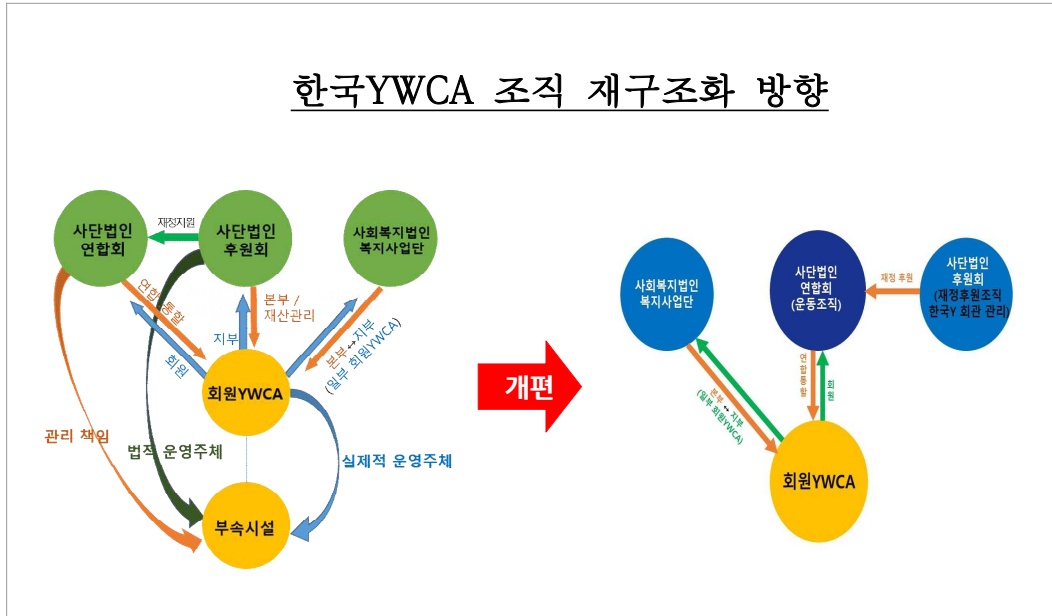 한국YWCA 조직 재구조화 방향
사단법인
연합회
재정지원
사단법인
후원회
사회복지법인
복지사업단
연합·통할
회원
지부
본부 /
재산관리
본부↔지부
(일부 회원YWCA)
회원YWCA
관리 책임
법적 운영주체
실제적 운영주체
부속시설
개편
사회복지법인
복지사업단
사단법인
연합회
(운동조직)
재정 후원
사단법인
후원회
(재정후원조직
한국Y 회관 관리)
연합통할
회원
본부 ↔ 지부
(일부 회원YWCA)
회원YWCA